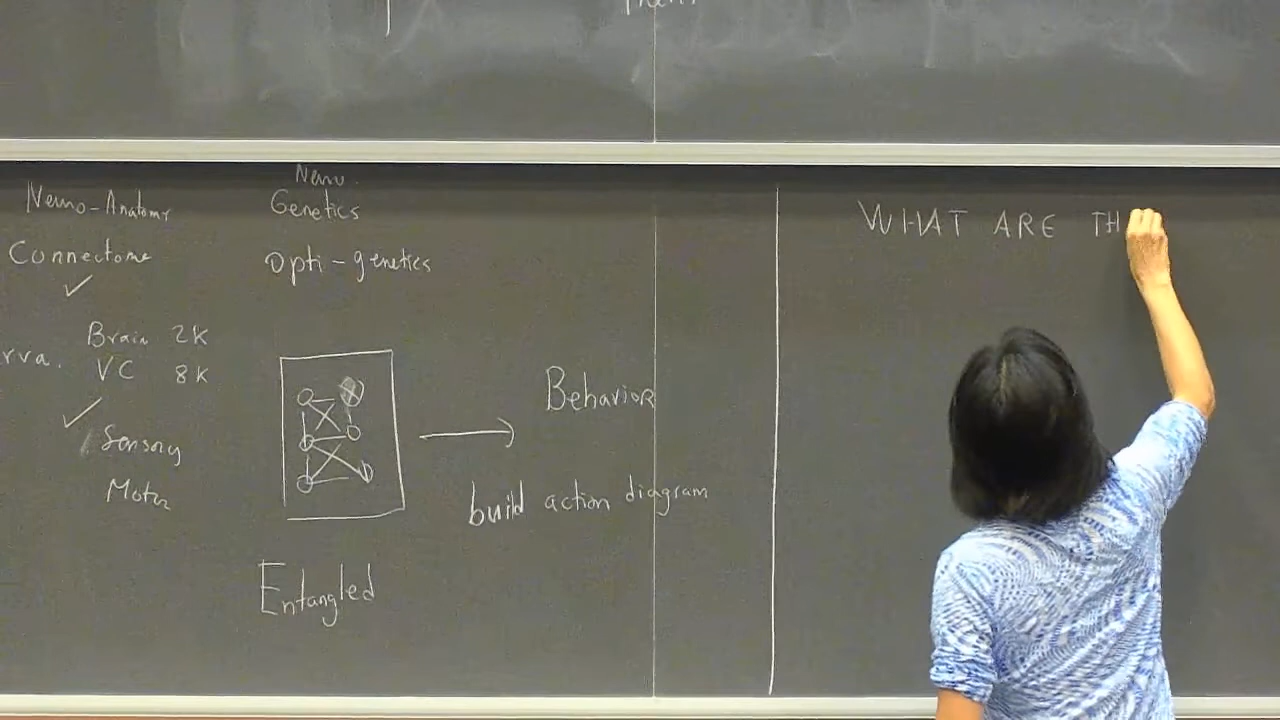 Neuro-Anatomy
Connectome
Brain 2K
rva. VC 8K
Sensory
Motor
Neuro.
Genetics
Opti-genetics
Entangled
Behavior
build action diagram
WHAT ARE TH